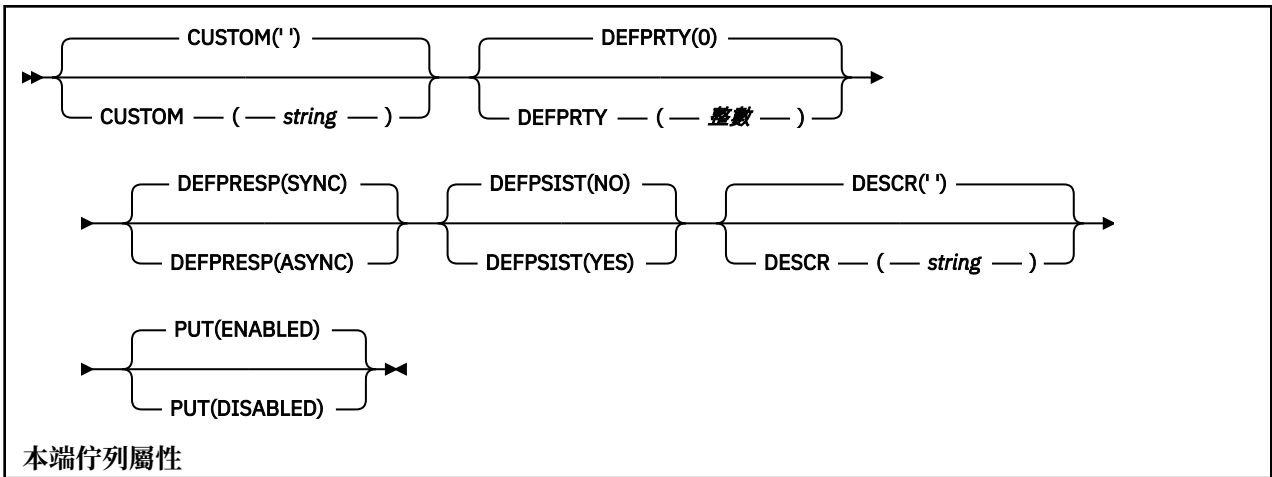 CUSTOM(' ') DEFPRTY(0)
CUSTOM ( string ) DEFPRTY ( 整數 )
DEFPRESP(SYNC) DEFPSIST(NO) DESCR(' ')
DEFPRESP(ASYNC) DEFPSIST(YES) DESCR ( string )
PUT(ENABLED)
PUT(DISABLED)
本端佇列屬性